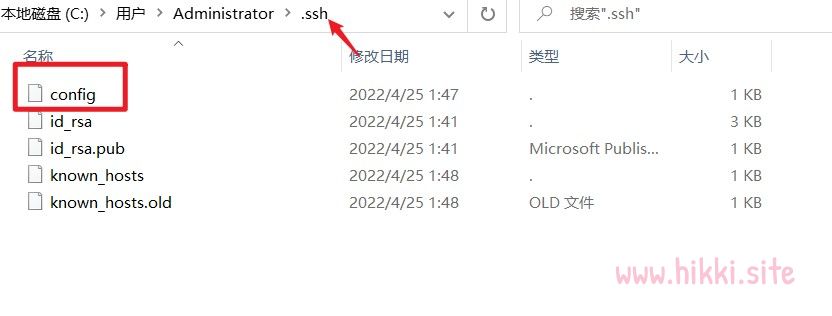 本地磁盘 (C:) > 用户 > Administrator > .ssh 搜索".ssh"
名称 修改日期 类型 大小
config 2022/4/25 1:47 . 1 KB
id_rsa 2022/4/25 1:41 . 3 KB
id_rsa.pub 2022/4/25 1:41 Microsoft Publis... 1 KB
known_hosts 2022/4/25 1:48 . 1 KB
known_hosts.old 2022/4/25 1:48 OLD 文件 1 KB
www.hikki.site